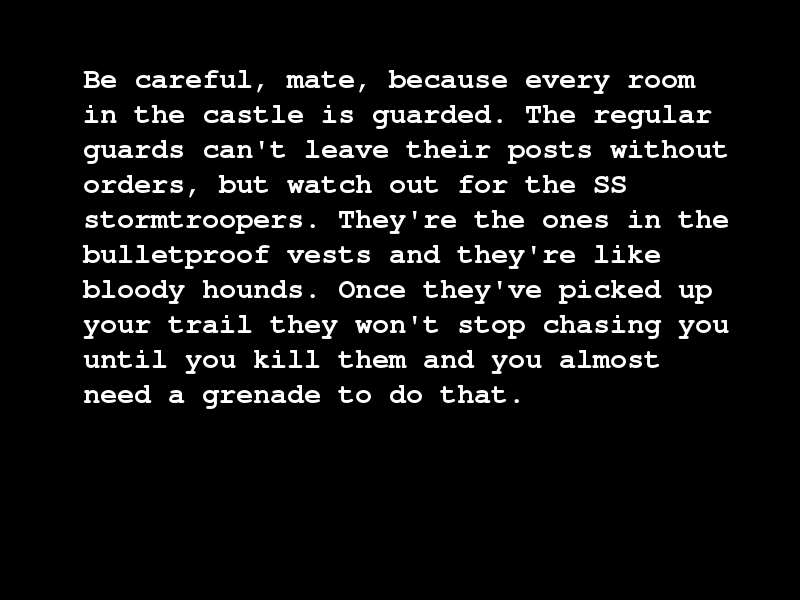 Be careful, mate, because every room
in the castle is guarded. The regular
guards can't leave their posts without
orders, but watch out for the SS
stormtroopers. They're the ones in the
bulletproof vests and they're like
bloody hounds. Once they've picked up
your trail they won't stop chasing you
until you kill them and you almost
need a grenade to do that.